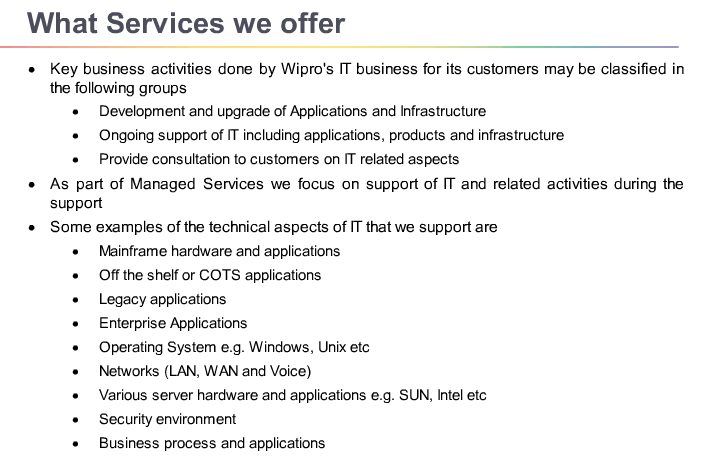 What Services we offer
• Key business activities done by Wipro's IT business for its customers may be classified in
the following groups
• Development and upgrade of Applications and Infrastructure
• Ongoing support of IT including applications, products and infrastructure
• Provide consultation to customers on IT related aspects
• As part of Managed Services we focus on support of IT and related activities during the
support
• Some examples of the technical aspects of IT that we support are
• Mainframe hardware and applications
• Off the shelf or COTS applications
• Legacy applications
• Enterprise Applications
• Operating System e.g. Windows, Unix etc
• Networks (LAN, WAN and Voice)
• Various server hardware and applications e.g. SUN, Intel etc
• Security environment
• Business process and applications